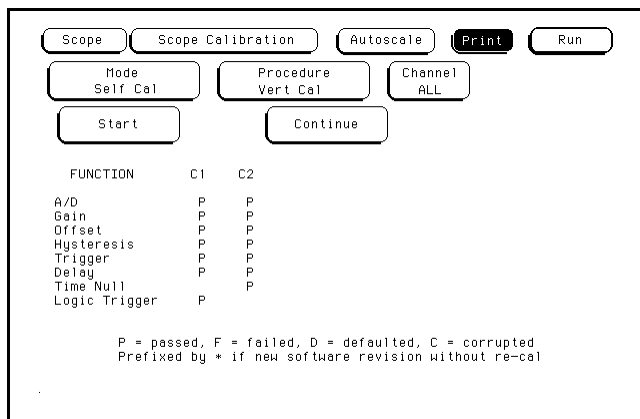 Scope Scope Calibration Autoscale Print Run
Mode Procedure Channel
Self Cal Vert Cal ALL
Start Continue
FUNCTION C1 C2
A/D P P
Gain P P
Offset P P
Hysteresis P P
Trigger P P
Delay P P
Time Null P
Logic Trigger P
P = passed, F = failed, D = defaulted, C = corrupted
Prefixed by * if new software revision without re-cal